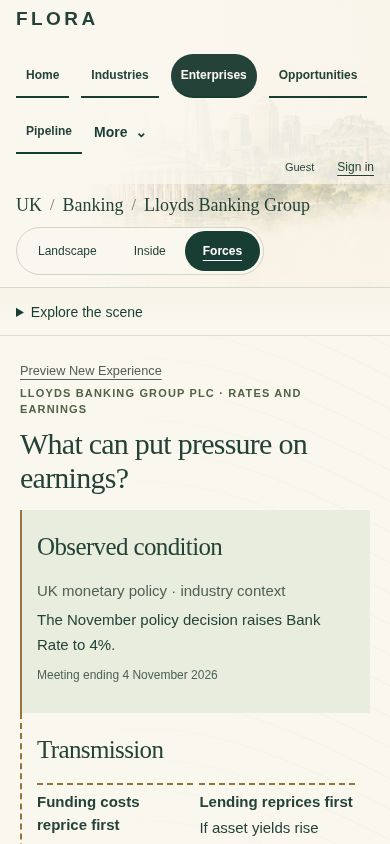 FLORA
Home Industries Enterprises Opportunities
Pipeline More
Guest Sign in
UK / Banking / Lloyds Banking Group
Landscape Inside Forces
Explore the scene
Preview New Experience
LLOYDS BANKING GROUP PLC · RATES AND
EARNINGS
What can put pressure on
earnings?
Observed condition
UK monetary policy · industry context
The November policy decision raises Bank
Rate to 4%.
Meeting ending 4 November 2026
Transmission
Funding costs
reprice first
Lending reprices first
If asset yields rise